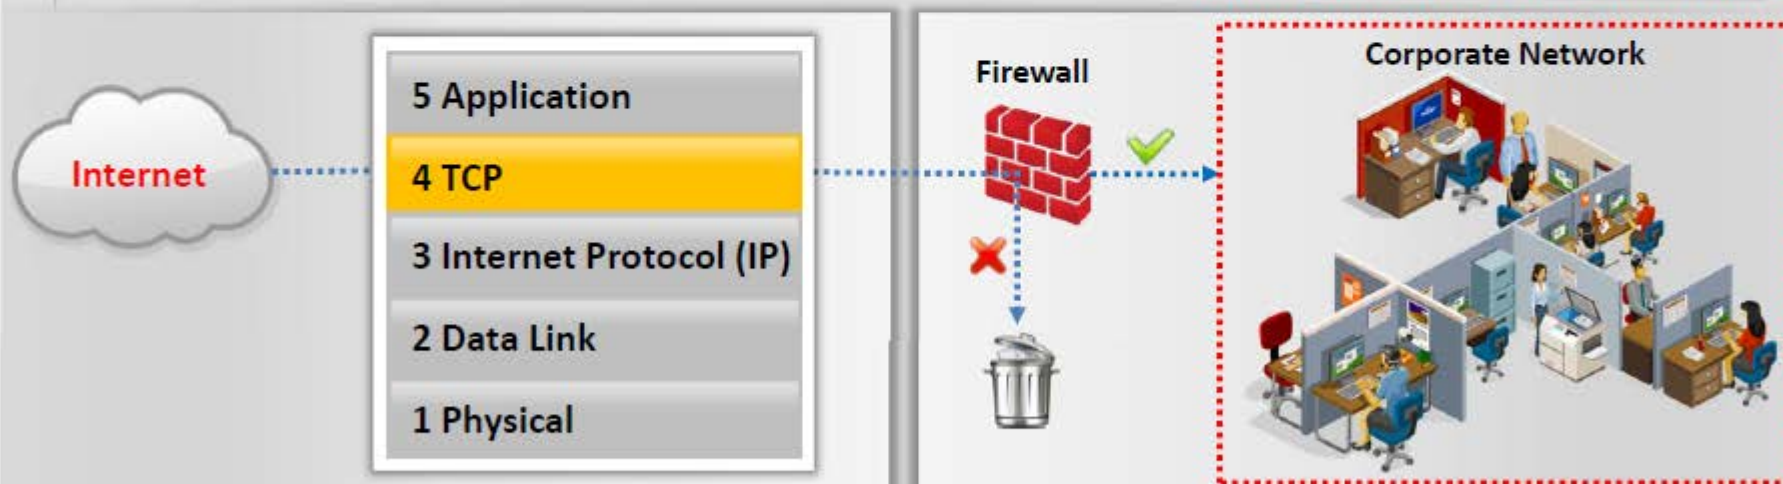 Internet
5 Application
4 TCP
3 Internet Protocol (IP)
2 Data Link
1 Physical
Firewall
Corporate Network